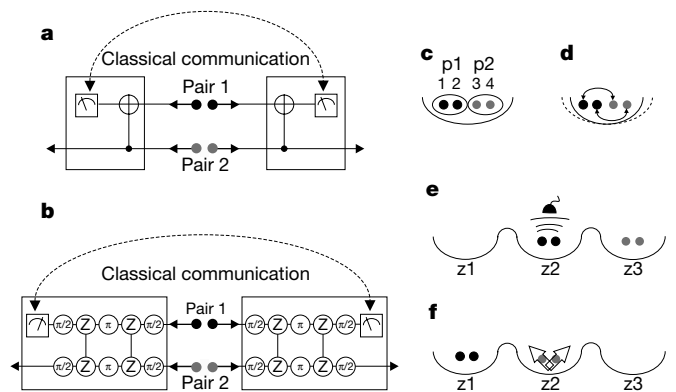 a
Classical communication
Pair 1
Pair 2
b
Classical communication
Pair 1
π/2 Z π Z π/2 π/2 Z π Z π/2
π/2 Z π Z π/2 π/2 Z π Z π/2
Pair 2
c
p1 p2
1 2 3 4
d
e
z1 z2 z3
f
z1 z2 z3